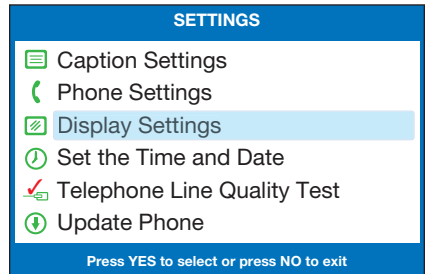 SETTINGS
Caption Settings
Phone Settings
Display Settings
Set the Time and Date
Telephone Line Quality Test
Update Phone
Press YES to select or press NO to exit